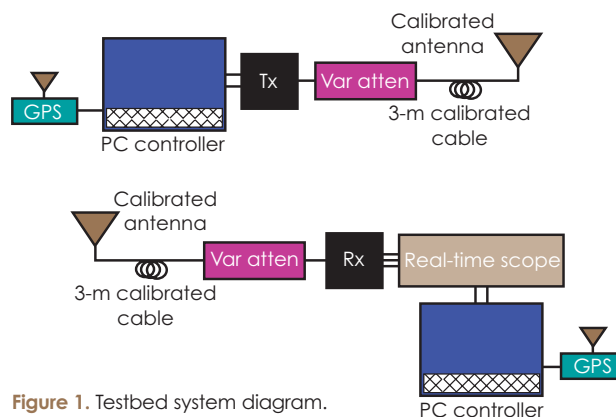 Calibrated
antenna
GPS
Tx
Var atten
3-m calibrated
cable
PC controller
Calibrated
antenna
Var atten
Rx
Real-time scope
3-m calibrated
cable
GPS
PC controller
Figure 1. Testbed system diagram.